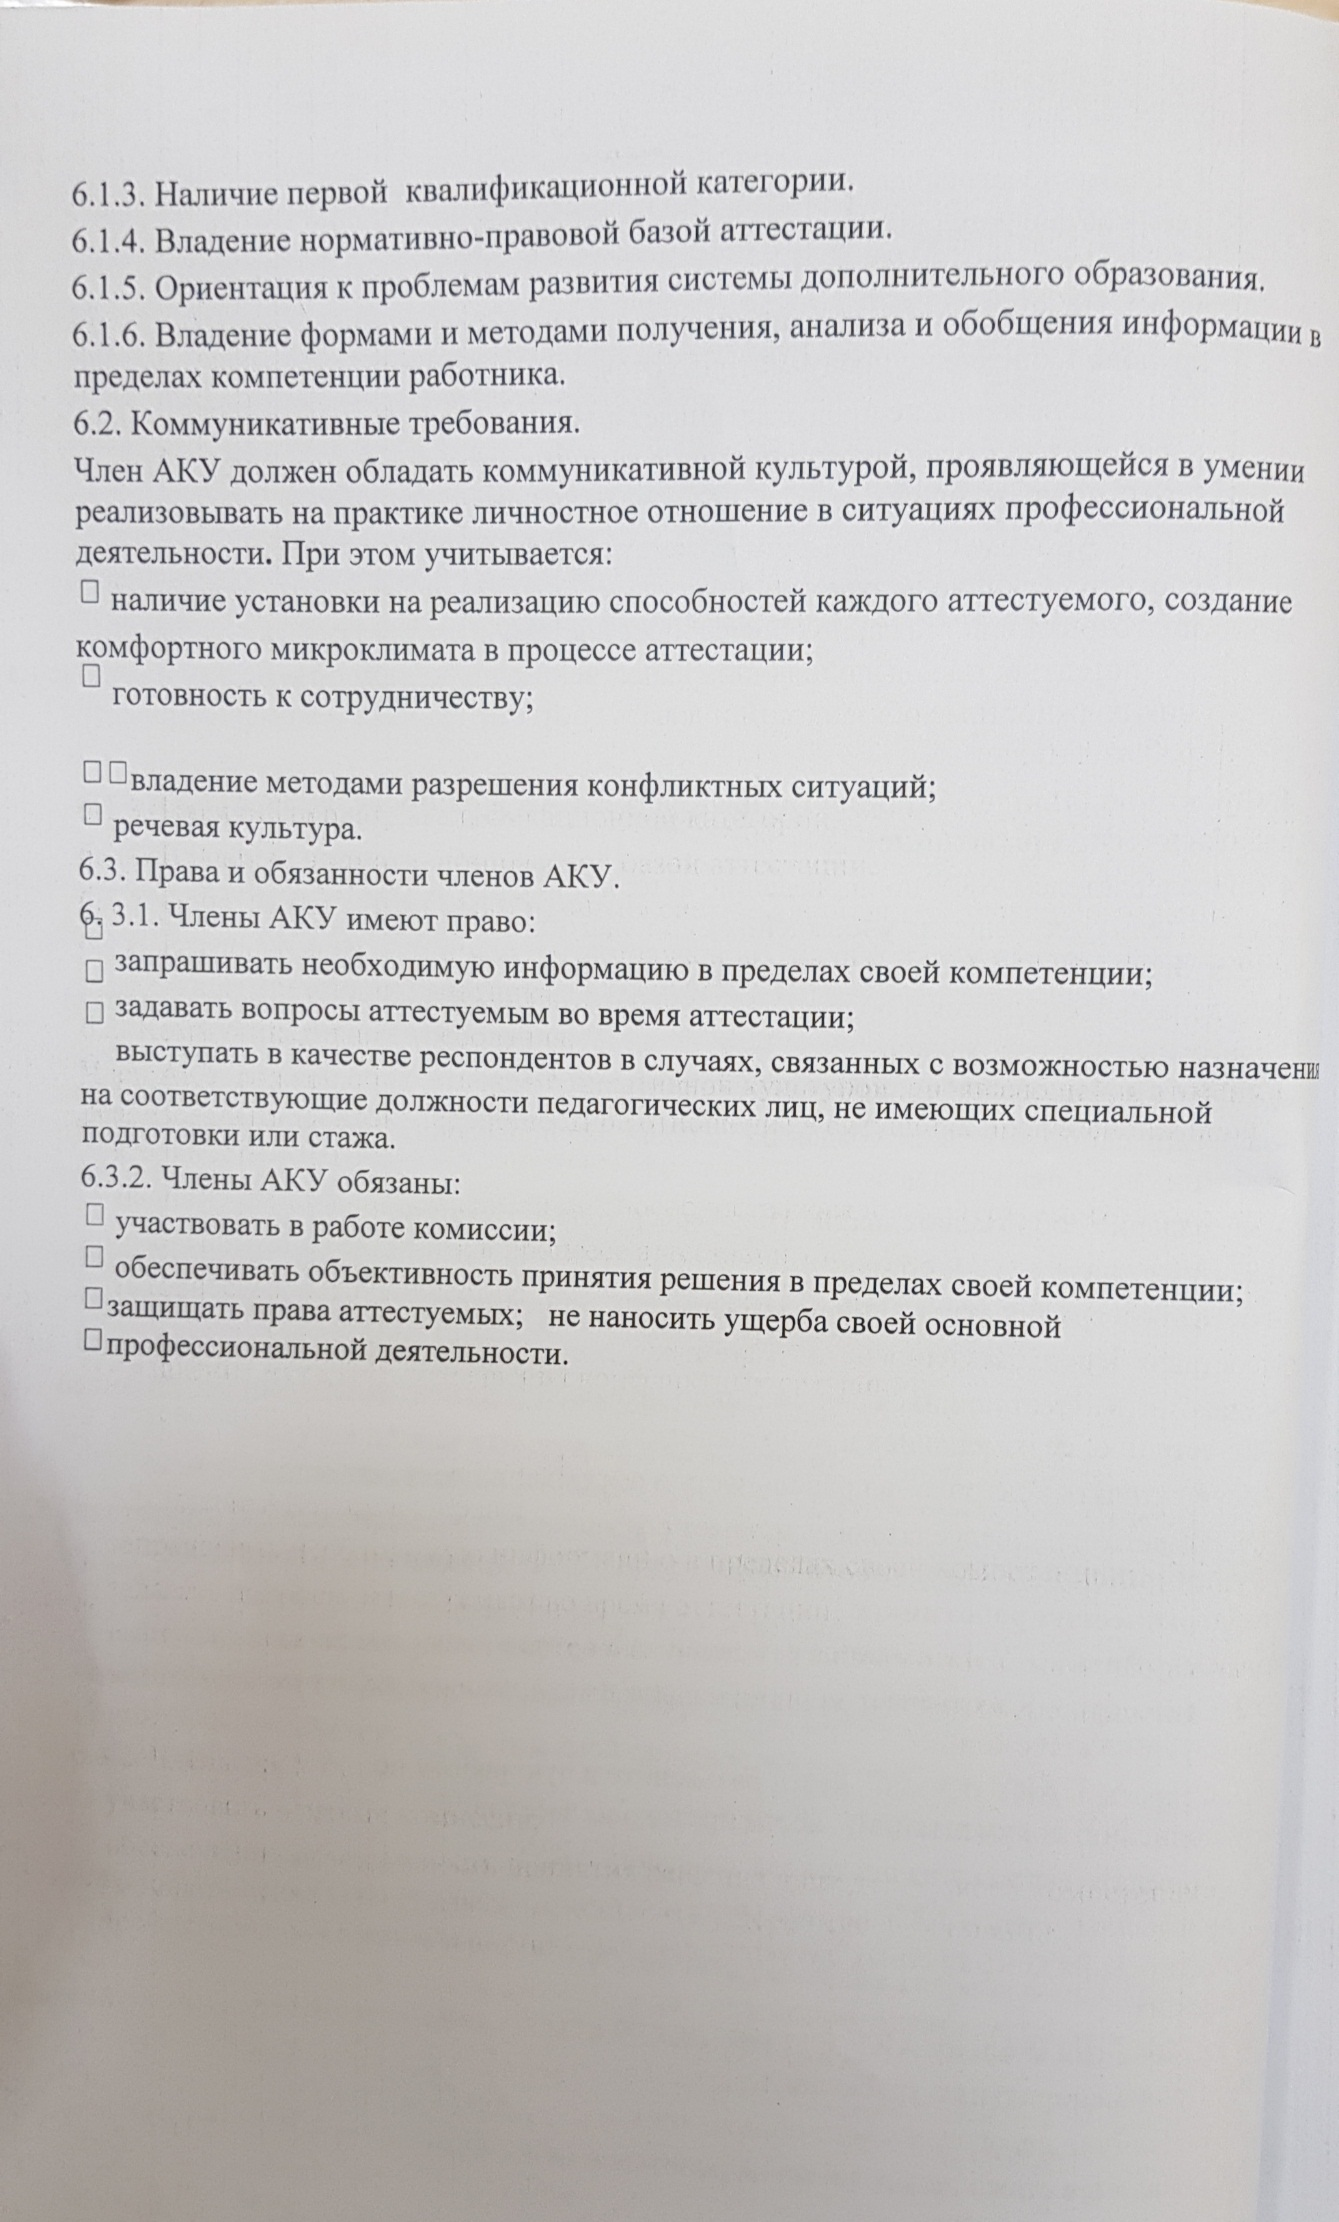 6.1.3. Наличие первой  квалификационной категории.
6.1.4. Владение нормативно-правовой базой аттестации.
6.1.5. Ориентация к проблемам развития системы дополнительного образования.
6.1.6. Владение формами и методами получения, анализа и обобщения информации в
пределах компетенции работника.
6.2. Коммуникативные требования.
Член АКУ должен обладать коммуникативной культурой, проявляющейся в умении
реализовывать на практике личностное отношение в ситуациях профессиональной
деятельности. При этом учитывается:
□ наличие установки на реализацию способностей каждого аттестуемого, создание
комфортного микроклимата в процессе аттестации;
□ готовность к сотрудничеству;
□□владение методами разрешения конфликтных ситуаций;
□ речевая культура.
6.3. Права и обязанности членов АКУ.
6. 3.1. Члены АКУ имеют право:
□ запрашивать необходимую информацию в пределах своей компетенции;
□ задавать вопросы аттестуемым во время аттестации;
□ выступать в качестве респондентов в случаях, связанных с возможностью назначени
на соответствующие должности педагогических лиц, не имеющих специальной
подготовки или стажа.
6.3.2. Члены АКУ обязаны:
□ участвовать в работе комиссии;
□ обеспечивать объективность принятия решения в пределах своей компетенции;
□защищать права аттестуемых;   не наносить ущерба своей основной
□профессиональной деятельности.